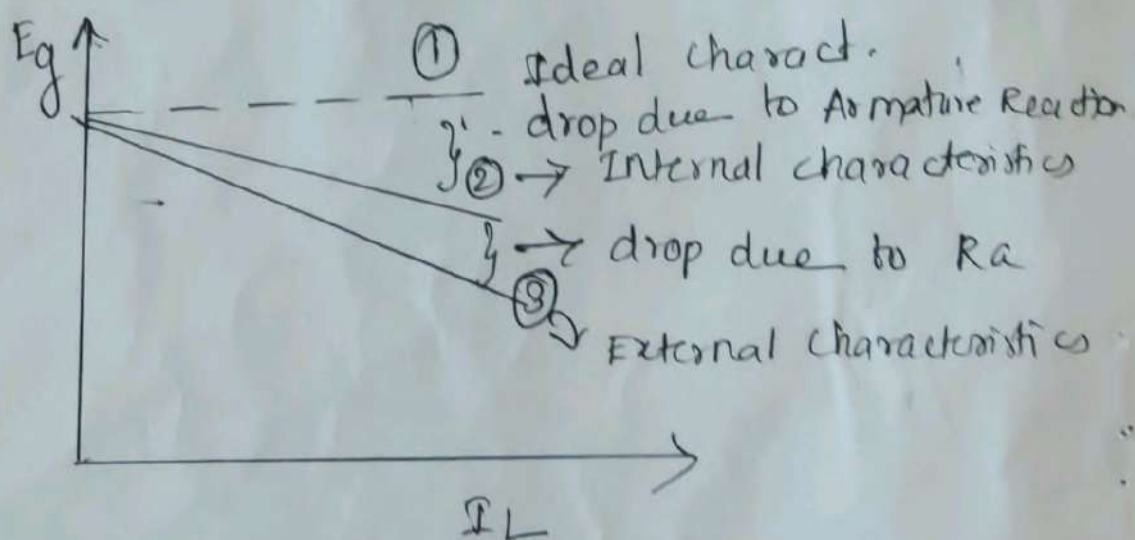 Eg
① Ideal charact.
drop due to Armature Reaction
② → Internal characteristics
→ drop due to Ra
③
External characteristics
IL